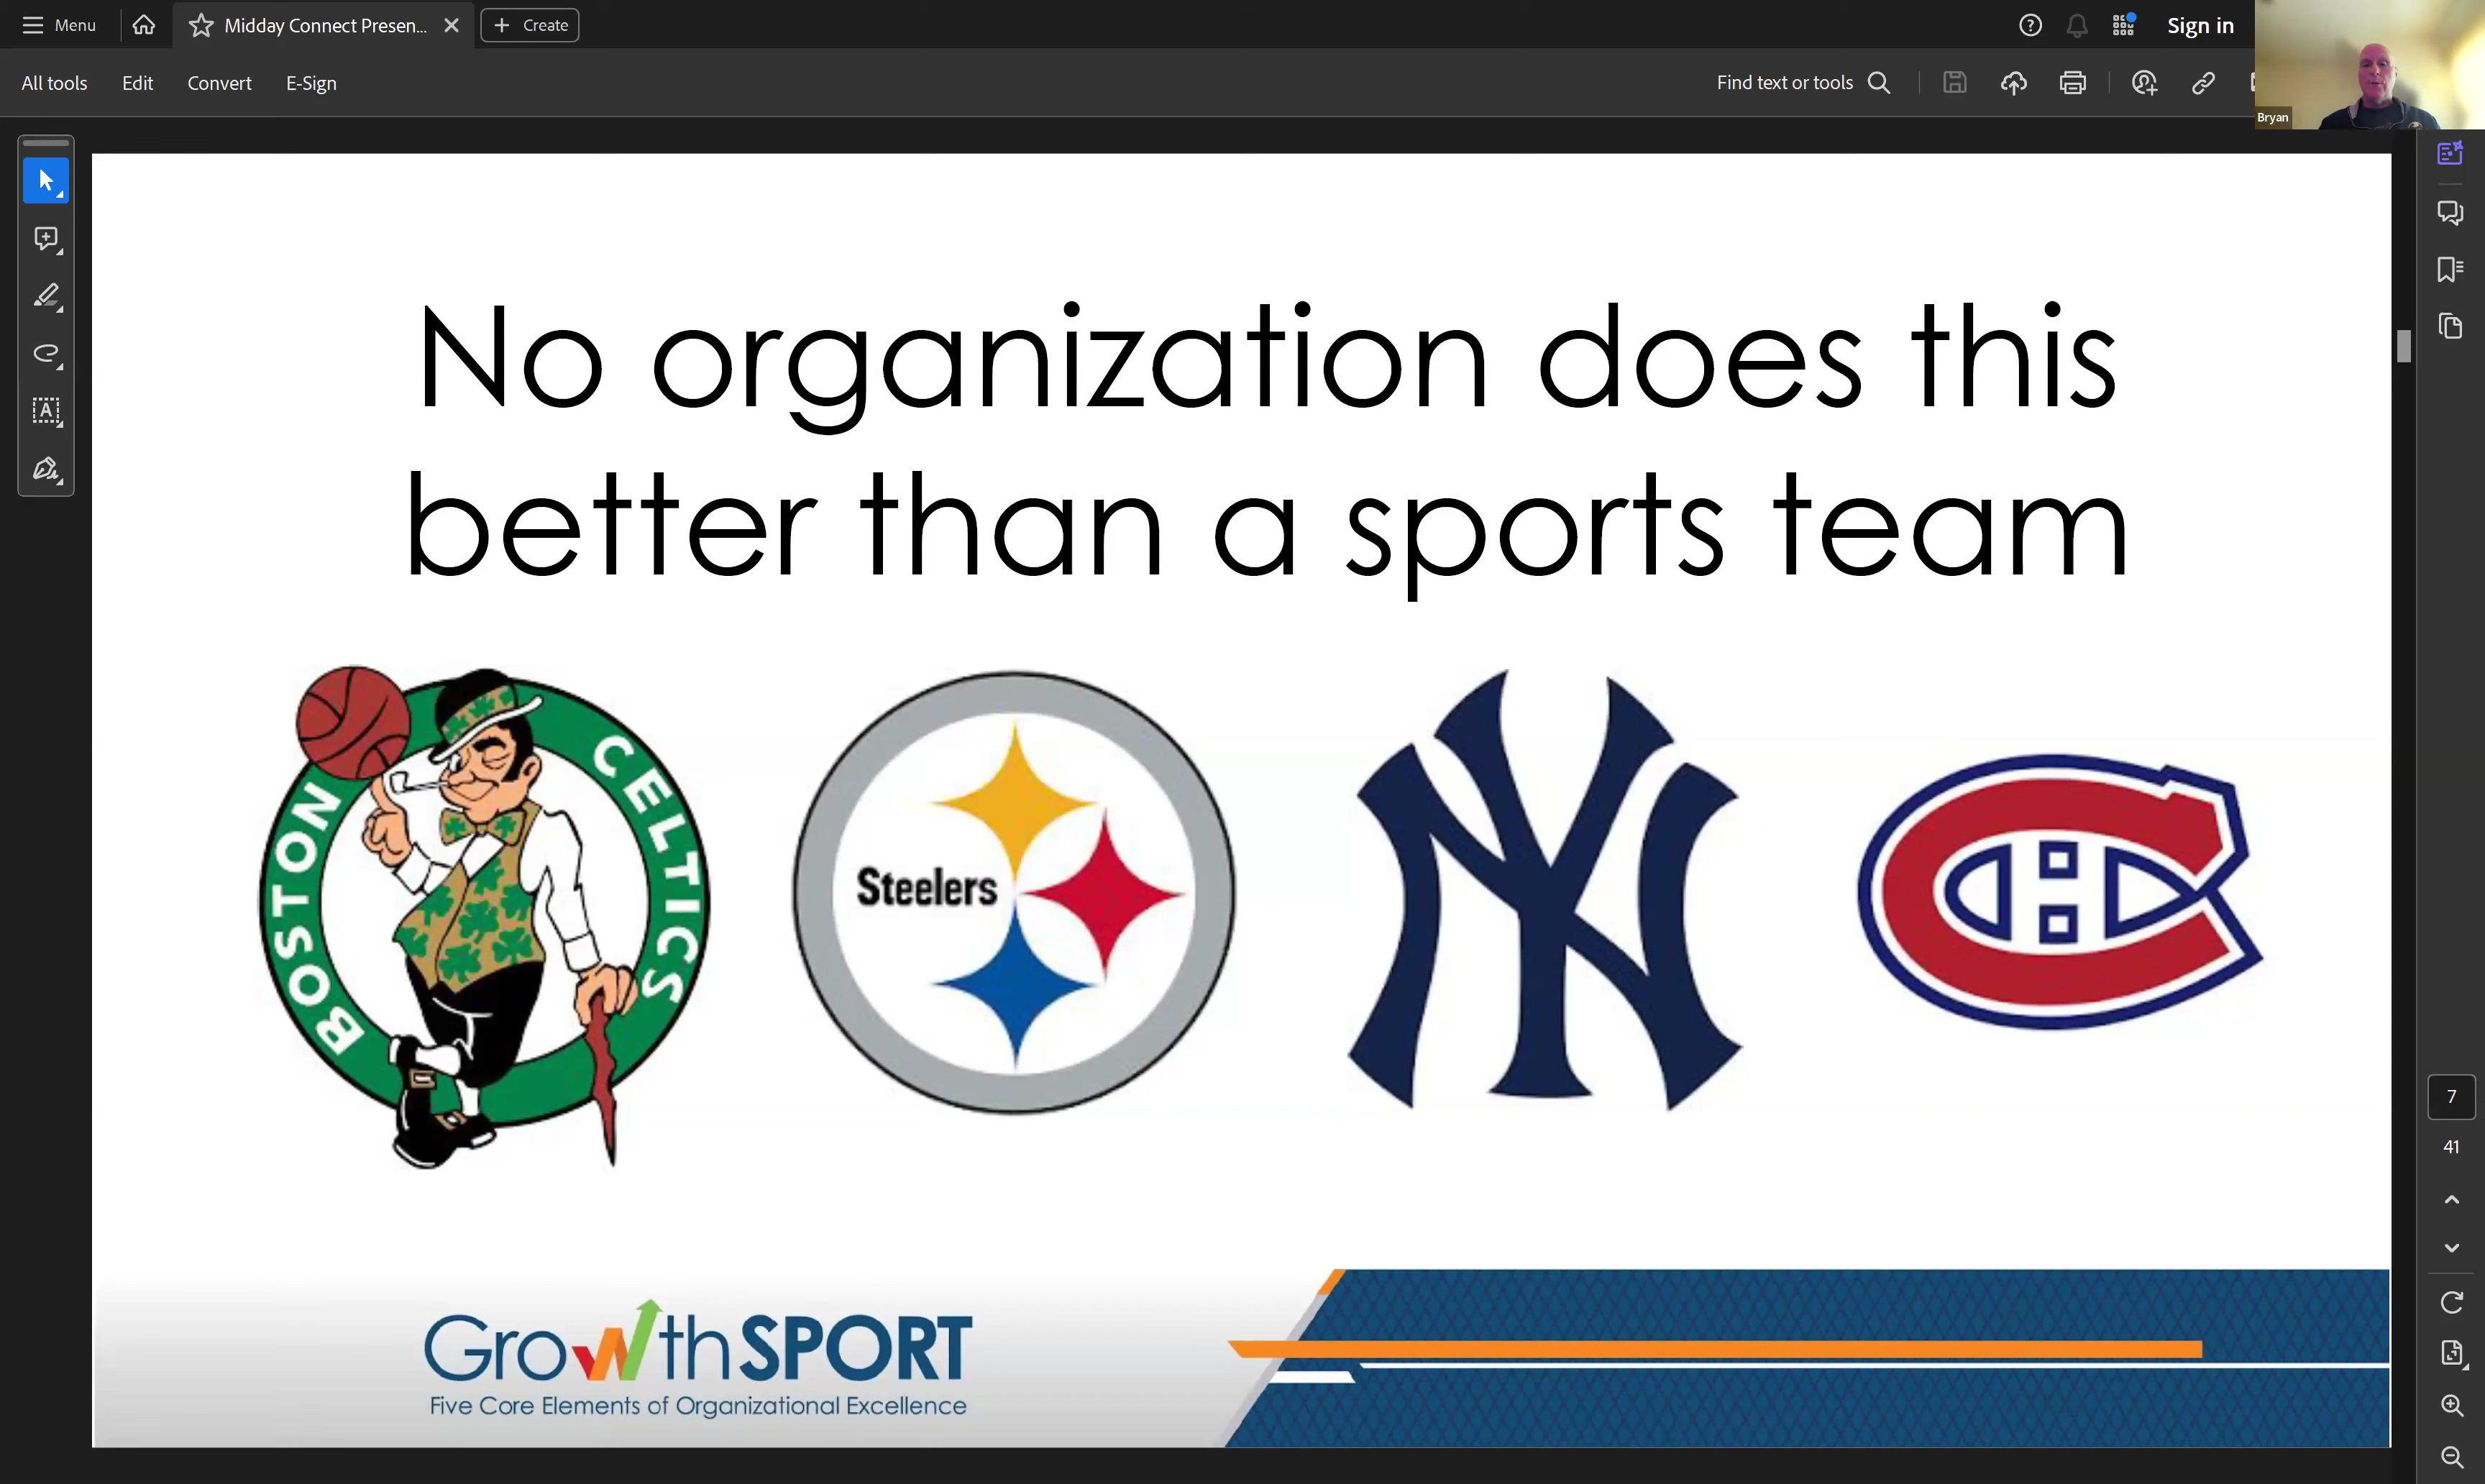 Menu
Midday Connect Presen...
Create
Sign in
All tools
Edit
Convert
E-Sign
Find text or tools
Bryan
No organization does this
better than a sports team
BOSTON CELTICS
Steelers
NY
CH
7
41
GrowthSPORT
Five Core Elements of Organizational Excellence